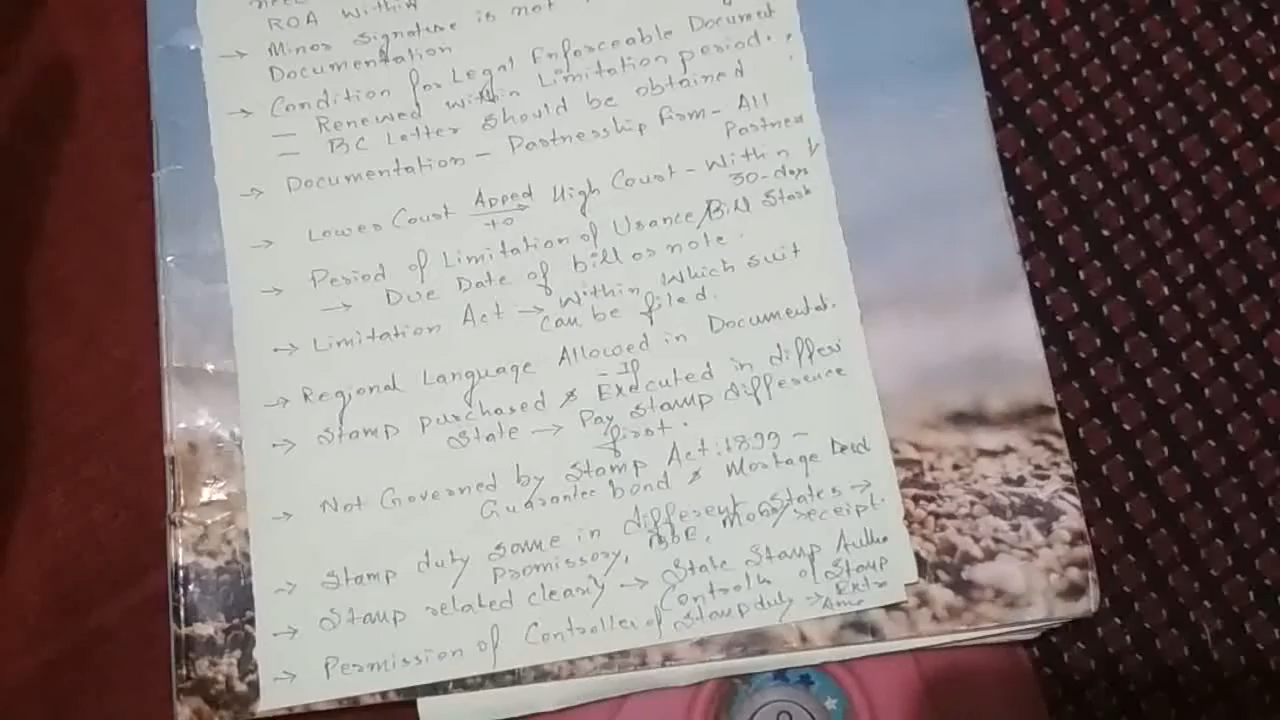 ROA within
→ Minor signature is not
Documentation
→ Condition for Legal Enforceable Document
— Renewed within Limitation period.
— BC Letter should be obtained
→ Documentation - Partnership firm - All
Partner
→ Lower Court Apped to High Court - Within
30-days
→ Period of Limitation of Usance/Bill Start
→ Due Date of bill or note.
→ Limitation Act → Within which suit
can be filed.
→ Regional Language Allowed in Documentat.
→ Stamp purchased & - If Executed in differ
State → Pay Stamp difference
first.
→ Not Governed by Stamp Act: 1899 -
Guarantee bond & Mortage Deed
→ Stamp duty same in different States →
Promissory, BOE, receipt.
→ Stamp related clearly → State Stamp Autho
Controller of Stamp
→ Permission of Controller of Stamp duty → Extra